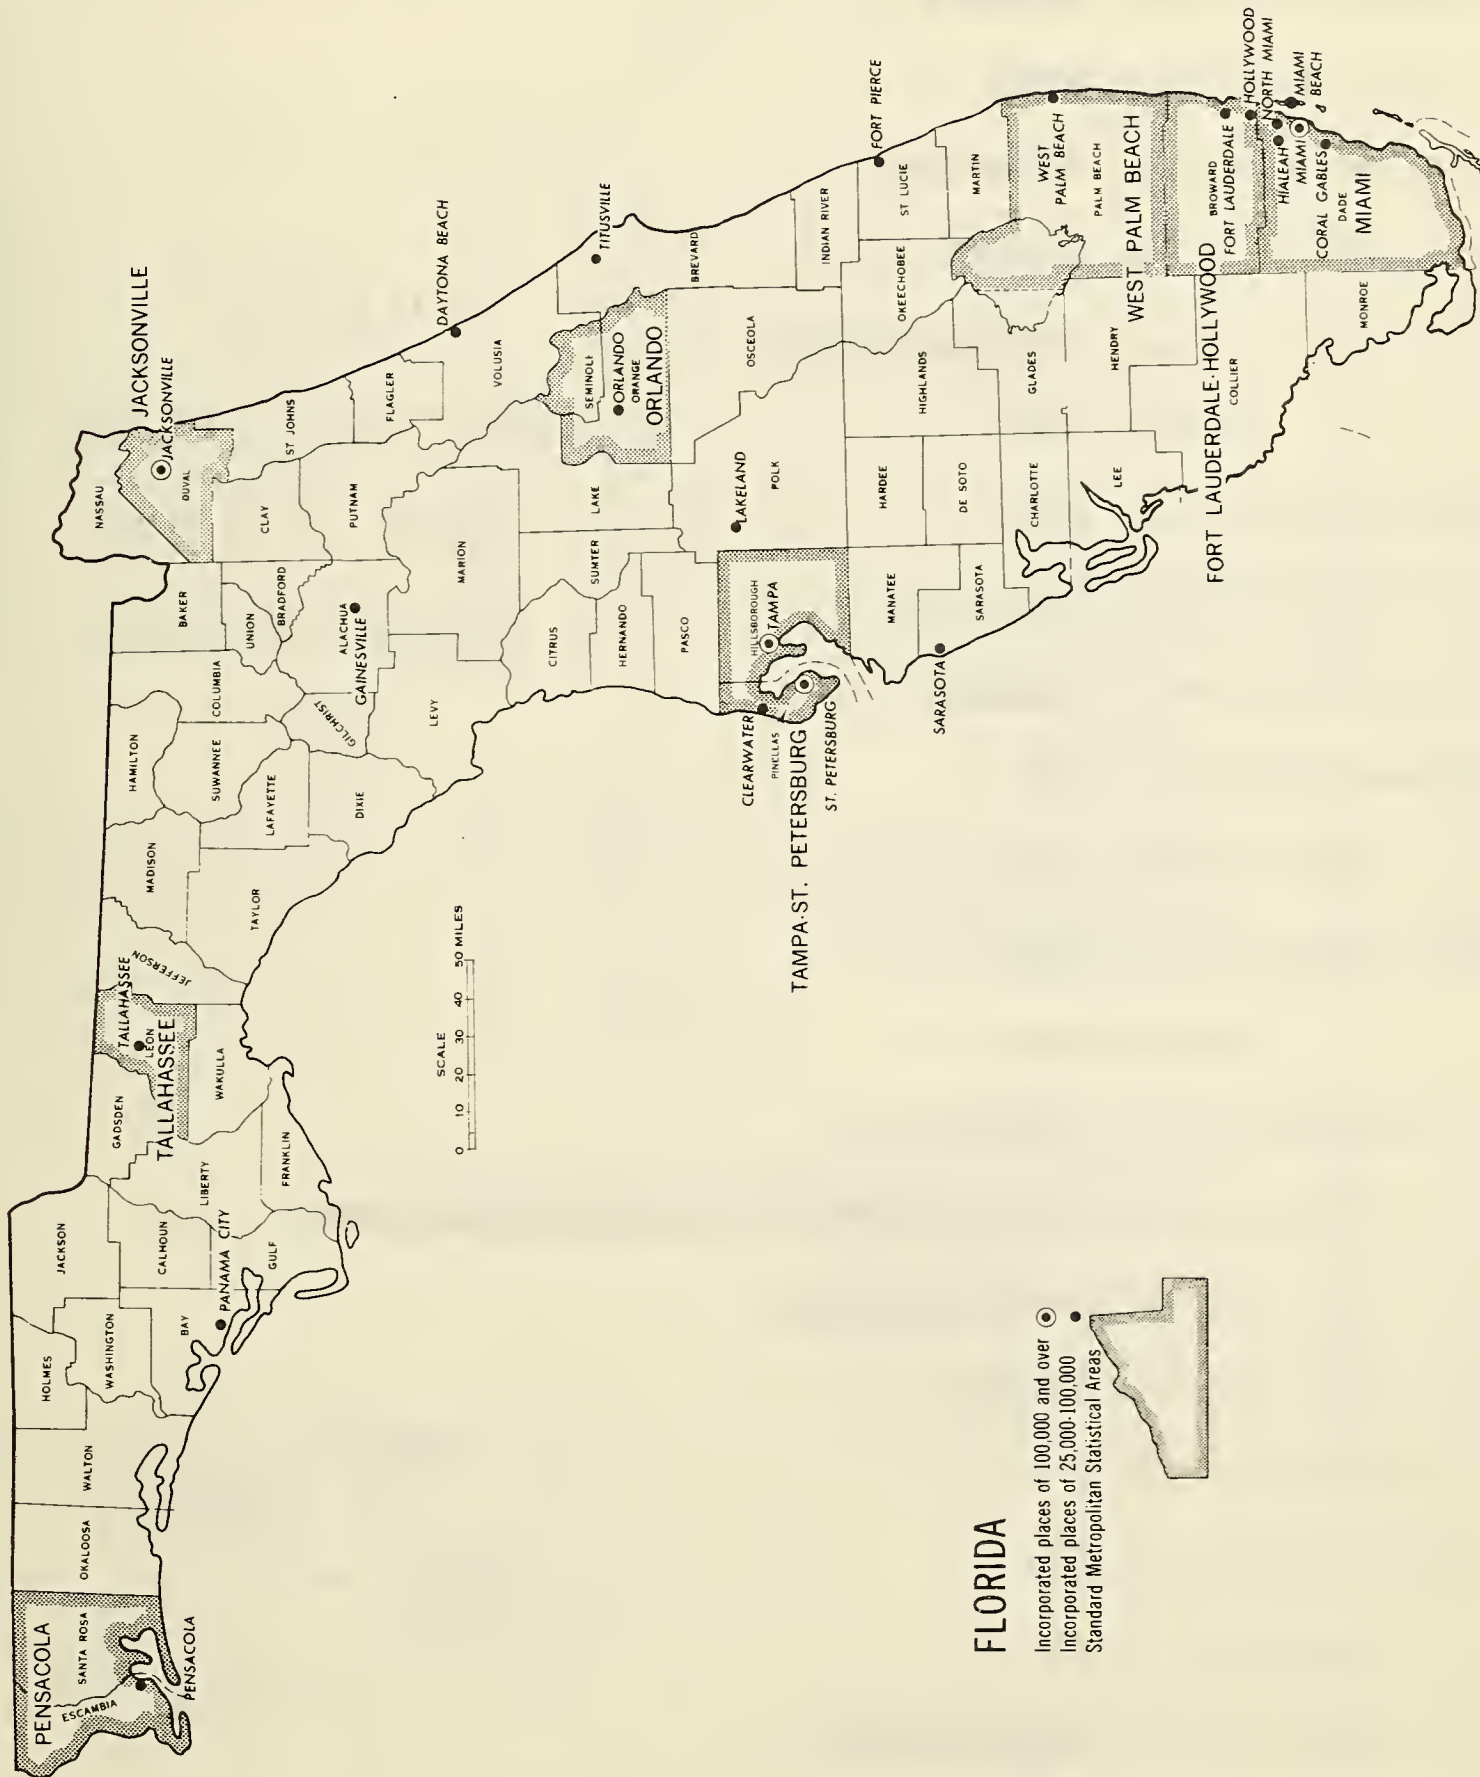 PENSACOLA
SANTA ROSA
ESCAMBIA
PENSACOLA
OKALOOSA
WALTON
HOLMES
WASHINGTON
BAY
PANAMA CITY
JACKSON
CALHOUN
GULF
LIBERTY
FRANKLIN
GADSDEN
TALLAHASSEE
LEON
TALLAHASSEE
WAKULLA
JEFFERSON
MADISON
TAYLOR
HAMILTON
SUWANNEE
LAFAYETTE
DIXIE
COLUMBIA
GILCHRIST
BAKER
UNION
BRADFORD
ALACHUA
GAINESVILLE
LEVY
NASSAU
JACKSONVILLE
JACKSONVILLE
DUVAL
CLAY
ST JOHNS
PUTNAM
FLAGLER
MARION
DAYTONA BEACH
VOLUSIA
CITRUS
SUMTER
LAKE
HERNANDO
PASCO
SEMINOLE
ORLANDO
ORANGE
ORLANDO
TITUSVILLE
BREVARD
OSCEOLA
LAKELAND
POLK
HILLSBOROUGH
TAMPA
CLEARWATER
PINELLAS
TAMPA-ST. PETERSBURG
ST. PETERSBURG
INDIAN RIVER
FORT PIERCE
ST LUCIE
OKEECHOBEE
HIGHLANDS
HARDEE
MANATEE
SARASOTA
SARASOTA
DE SOTO
MARTIN
CHARLOTTE
GLADES
WEST
PALM BEACH
PALM BEACH
WEST PALM BEACH
HENDRY
LEE
BROWARD
FORT LAUDERDALE
FORT LAUDERDALE-HOLLYWOOD
COLLIER
HOLLYWOOD
NORTH MIAMI
HIALEAH
MIAMI
MIAMI
BEACH
CORAL GABLES
DADE
MIAMI
MONROE
SCALE
0 10 20 30 40 50 MILES
FLORIDA
Incorporated places of 100,000 and over
Incorporated places of 25,000-100,000
Standard Metropolitan Statistical Areas